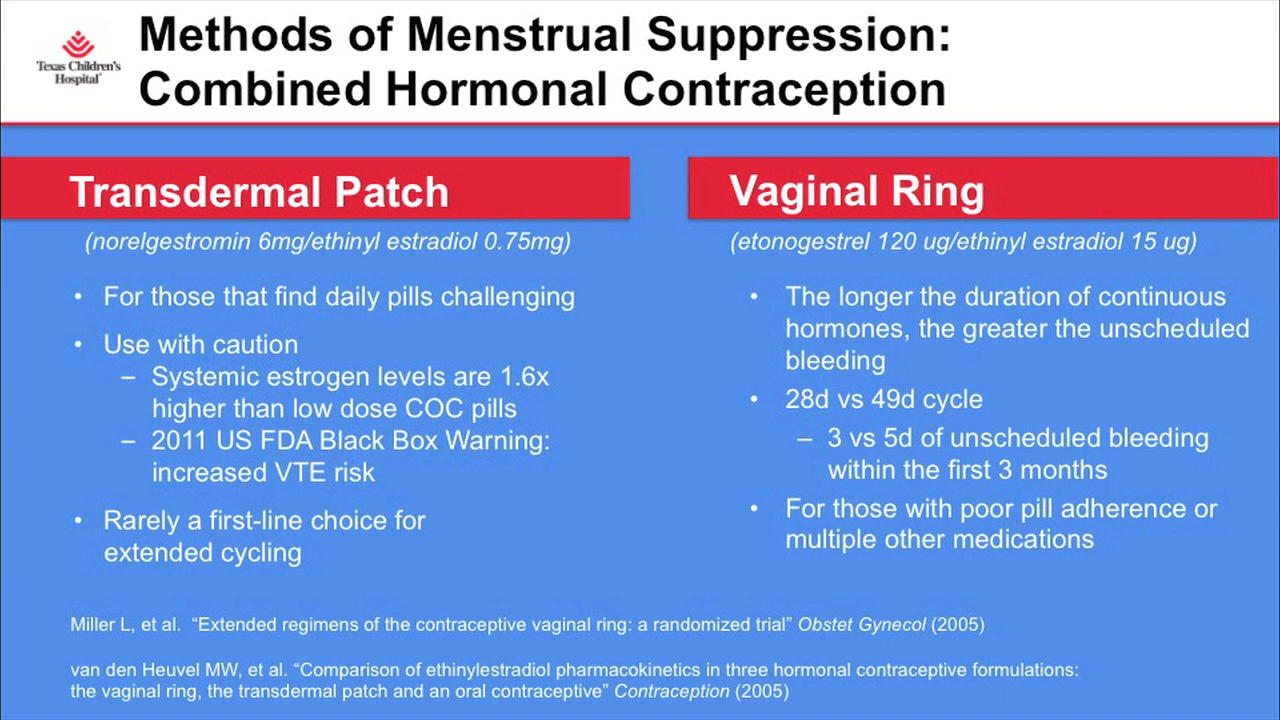 Texas Children's
Hospital®
Methods of Menstrual Suppression:
Combined Hormonal Contraception
Transdermal Patch
(norelgestromin 6mg/ethinyl estradiol 0.75mg)
• For those that find daily pills challenging
• Use with caution
– Systemic estrogen levels are 1.6x
higher than low dose COC pills
– 2011 US FDA Black Box Warning:
increased VTE risk
• Rarely a first-line choice for
extended cycling
Vaginal Ring
(etonogestrel 120 ug/ethinyl estradiol 15 ug)
• The longer the duration of continuous
hormones, the greater the unscheduled
bleeding
• 28d vs 49d cycle
– 3 vs 5d of unscheduled bleeding
within the first 3 months
• For those with poor pill adherence or
multiple other medications
Miller L, et al. “Extended regimens of the contraceptive vaginal ring: a randomized trial” Obstet Gynecol (2005)
van den Heuvel MW, et al. “Comparison of ethinylestradiol pharmacokinetics in three hormonal contraceptive formulations:
the vaginal ring, the transdermal patch and an oral contraceptive” Contraception (2005)